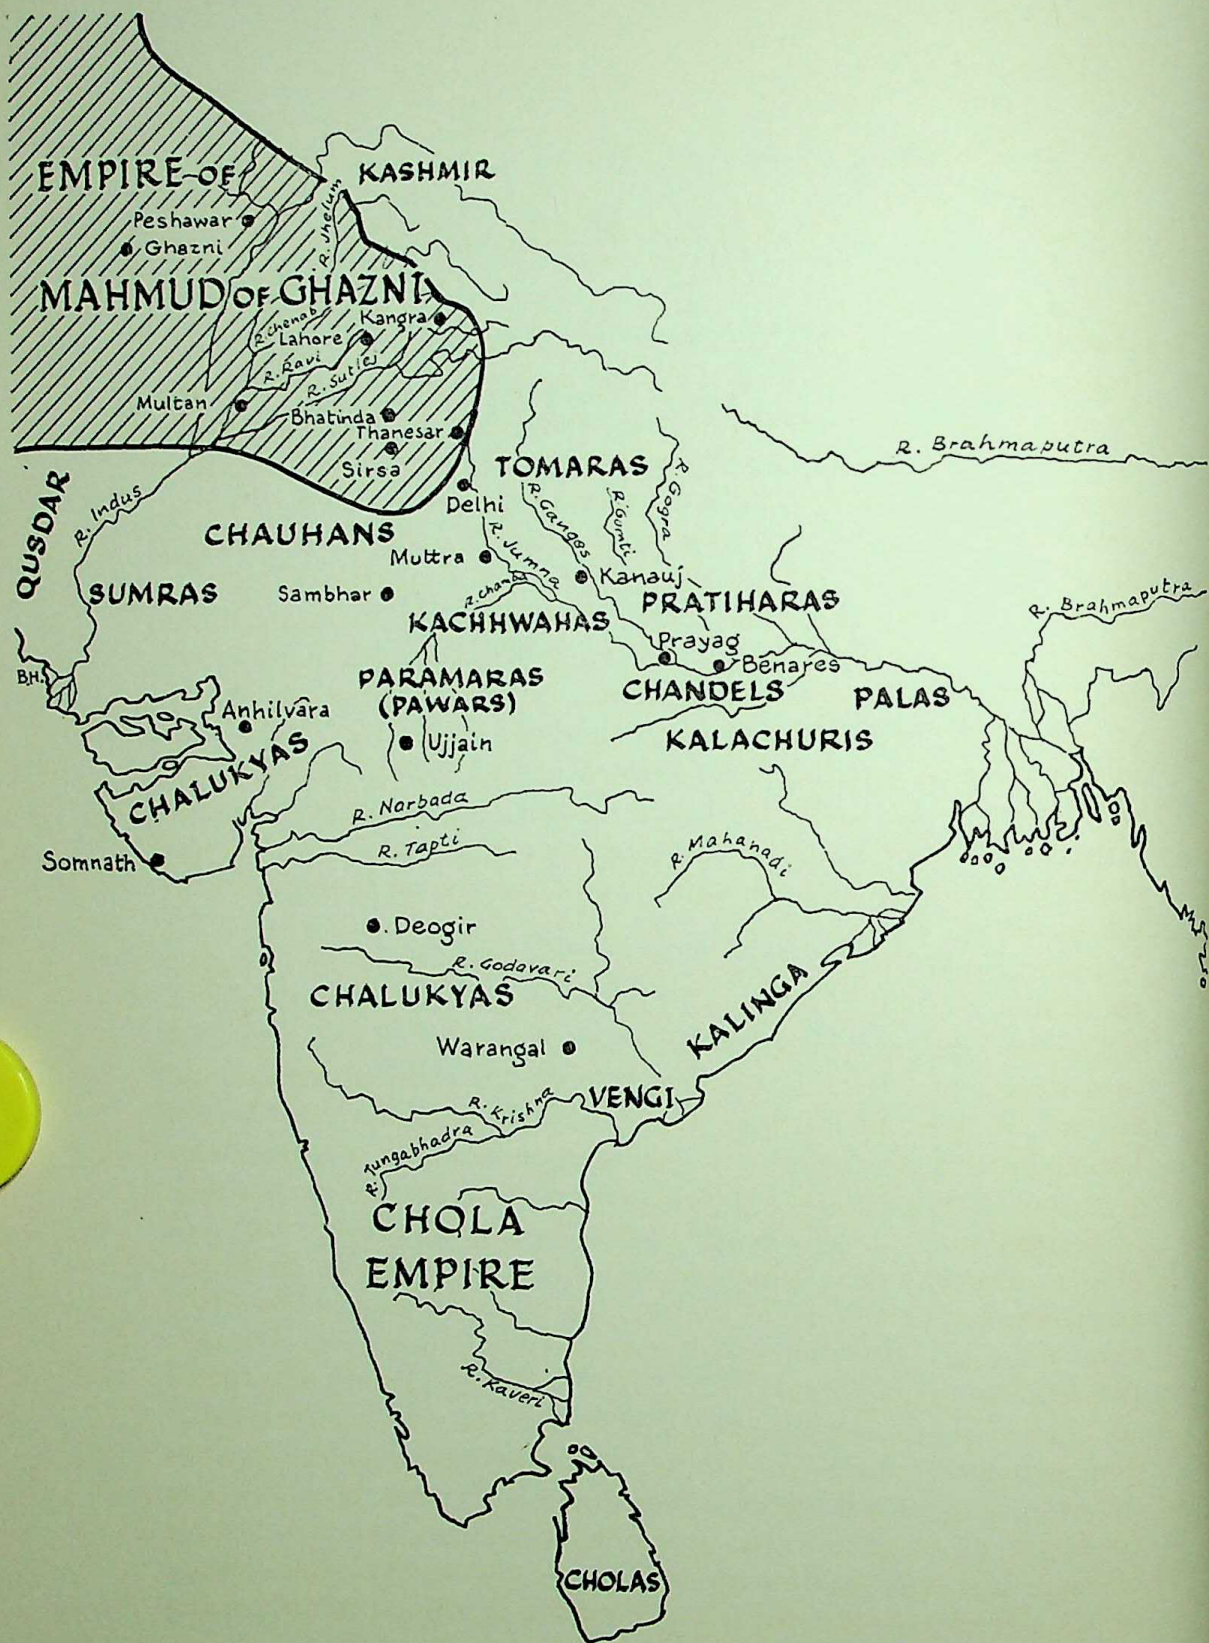 EMPIRE OF
KASHMIR
Peshawar
Ghazni
R. Jhelum
MAHMUD OF GHAZNI
R. Chenab
Kangra
Lahore
R. Ravi
R. Sutlej
Multan
Bhatinda
Thanesar
Sirsa
R. Brahmaputra
TOMARAS
QUSDAR
R. Indus
Delhi
R. Ganges
R. Gumti
R. Gogra
CHAUHANS
Muttra
R. Jumna
Kanauj
SUMRAS
Sambhar
R. Chambal
PRATIHARAS
R. Brahmaputra
KACHHWAHAS
Prayag
Benares
B.H.
PARAMARAS
(PAWARS)
CHANDELS
PALAS
Anhilvara
Ujjain
KALACHURIS
CHALUKYAS
R. Narbada
R. Tapti
Somnath
R. Mahanadi
Deogir
R. Godavari
CHALUKYAS
KALINGA
Warangal
R. Krishna
VENGI
R. Tungabhadra
CHOLA
EMPIRE
R. Kaveri
CHOLAS